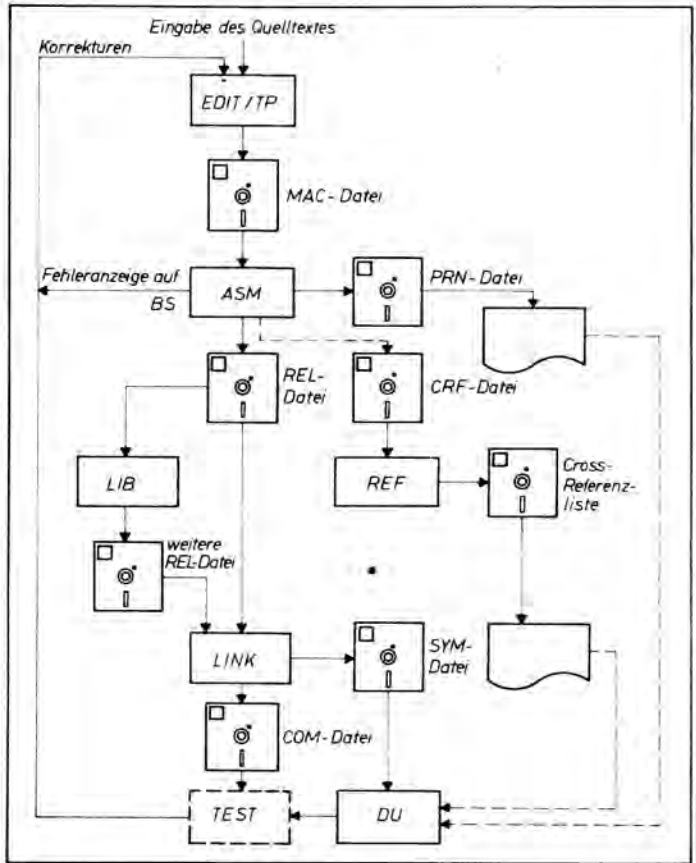 Eingabe des Quelltextes
Korrekturen
EDIT/TP
MAC-Datei
Fehleranzeige auf
BS
ASM
PRN-Datei
REL-
Datei
CRF-Datei
LIB
REF
Cross-
Referenz-
liste
weitere
REL-Datei
LINK
SYM-
Datei
COM-Datei
TEST
DU